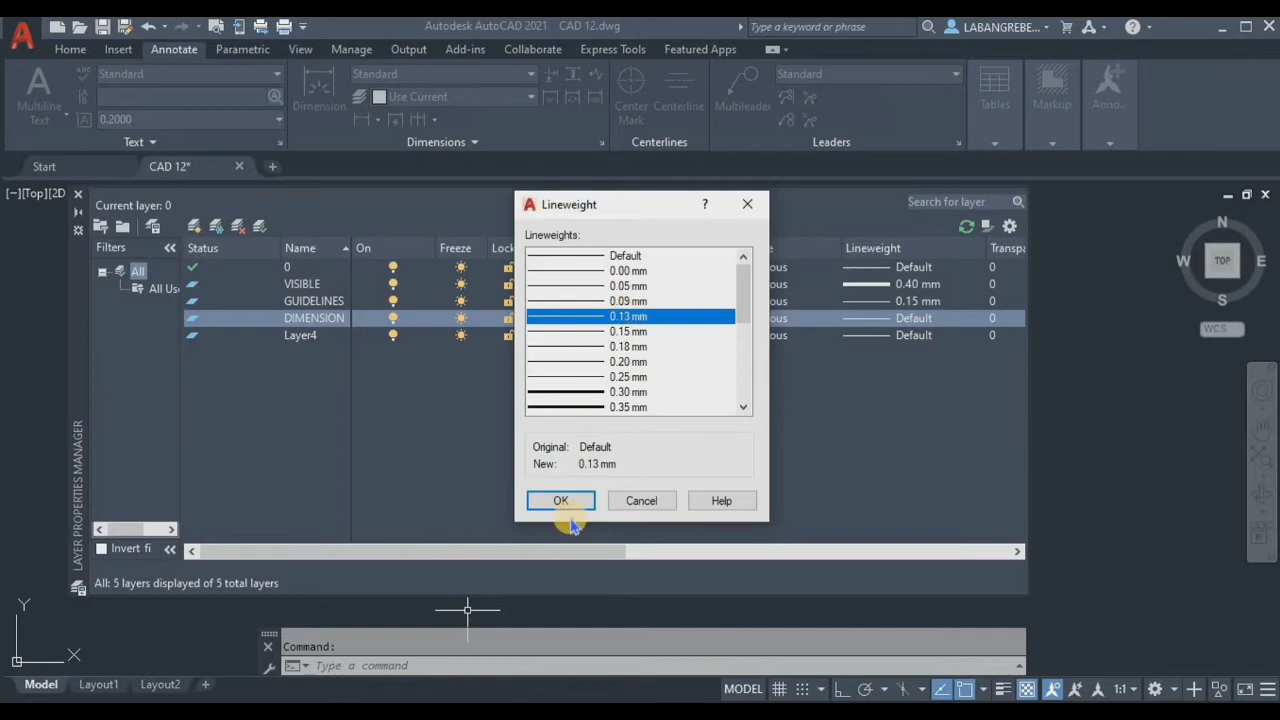 Autodesk AutoCAD 2021 CAD 12.dwg
Type a keyword or phrase
LABANGREBE...
Home Insert Annotate Parametric View Manage Output Add-ins Collaborate Express Tools Featured Apps
Multiline
Text
Standard
0.2000
Text
Dimension
Standard
Use Current
Dimensions
Center
Mark
Centerline
Centerlines
Multileader
Standard
Leaders
Tables
Markup
Anno...
Start CAD 12*
[−][Top][2D
Current layer: 0
Search for layer
Filters
All
All Use
Status Name On Freeze Lock Lineweight Transpa
0 ous Default 0
VISIBLE 0.40 mm 0
GUIDELINES 0.15 mm 0
DIMENSION ous Default 0
Layer4 ous Default 0
Invert fi
All: 5 layers displayed of 5 total layers
LAYER PROPERTIES MANAGER
Lineweight
?
Lineweights:
Default
0.00 mm
0.05 mm
0.09 mm
0.13 mm
0.15 mm
0.18 mm
0.20 mm
0.25 mm
0.30 mm
0.35 mm
Original: Default
New: 0.13 mm
OK Cancel Help
N
W TOP E
S
WCS
Y
X
Command:
Type a command
Model Layout1 Layout2 +
MODEL
1:1